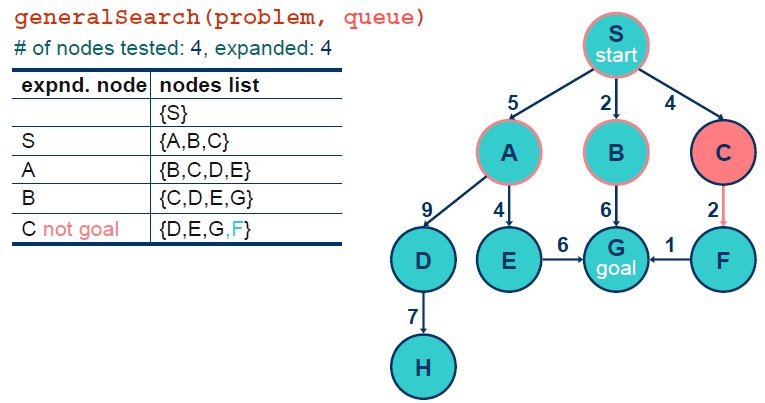 generalSearch(problem, queue)
# of nodes tested: 4, expanded: 4
expnd. node nodes list
{S}
S {A,B,C}
A {B,C,D,E}
B {C,D,E,G}
C not goal {D,E,G,F}
S
start
5 2 4
A B C
9 4 6 2
D E 6 G 1 F
goal
7
H